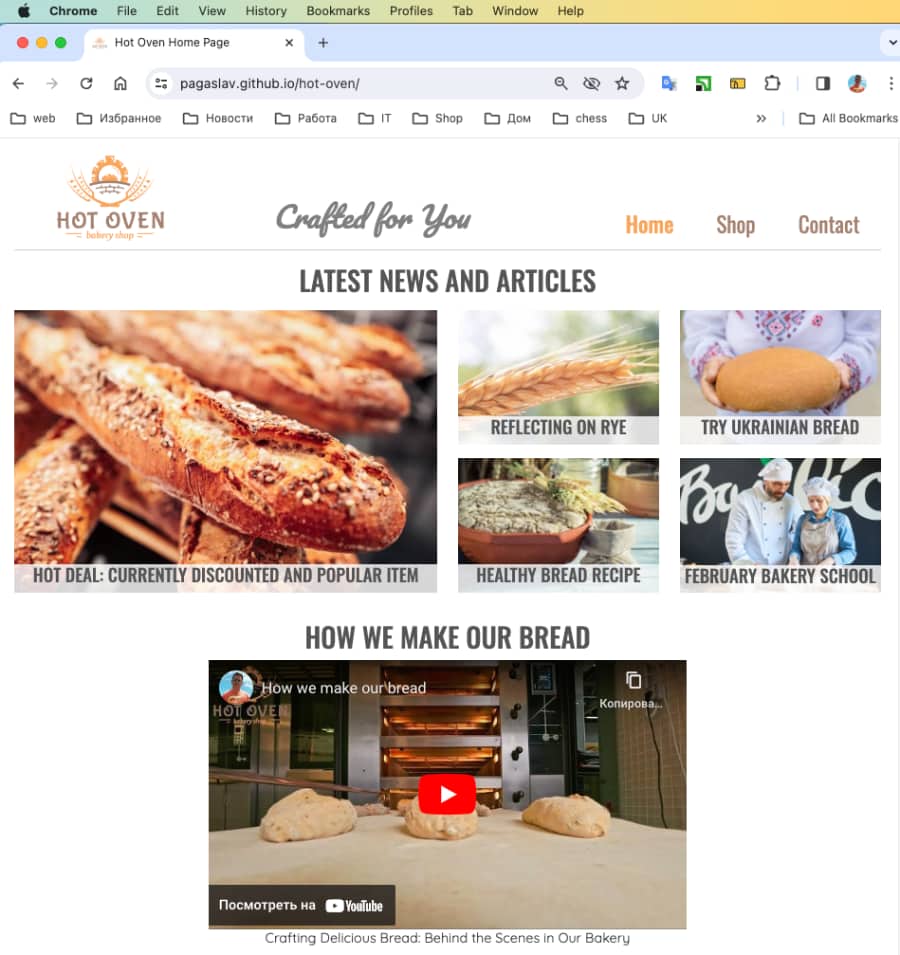 Chrome File Edit View History Bookmarks Profiles Tab Window Help
Hot Oven Home Page
pagaslav.github.io/hot-oven/
web Избранное Новости Работа IT Shop Дом chess UK All Bookmarks
HOT OVEN
bakery shop
Crafted for You
Home Shop Contact
LATEST NEWS AND ARTICLES
HOT DEAL: CURRENTLY DISCOUNTED AND POPULAR ITEM
REFLECTING ON RYE
TRY UKRAINIAN BREAD
HEALTHY BREAD RECIPE
FEBRUARY BAKERY SCHOOL
HOW WE MAKE OUR BREAD
How we make our bread
Копирова...
HOT OVEN
bakery shop
Посмотреть на YouTube
Crafting Delicious Bread: Behind the Scenes in Our Bakery